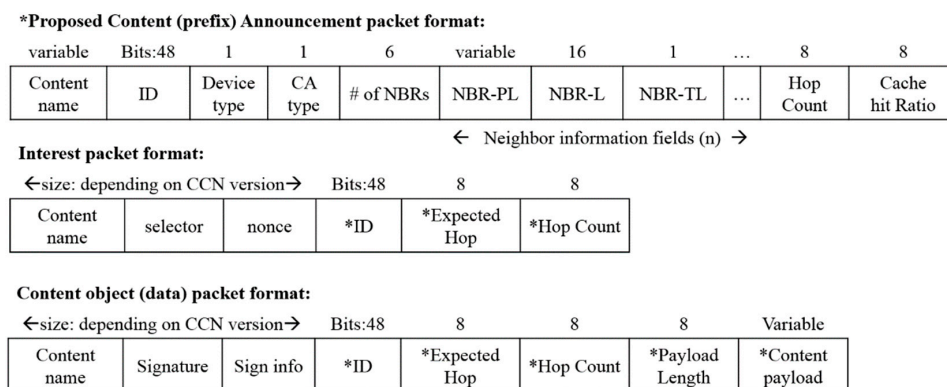 *Proposed Content (prefix) Announcement packet format:
variable Bits:48 1 1 6 variable 16 1 ... 8 8
Content name ID Device type CA type # of NBRs NBR-PL NBR-L NBR-TL ... Hop Count Cache hit Ratio
← Neighbor information fields (n) →
Interest packet format:
←size: depending on CCN version→ Bits:48 8 8
Content name selector nonce *ID *Expected Hop *Hop Count
Content object (data) packet format:
←size: depending on CCN version→ Bits:48 8 8 8 Variable
Content name Signature Sign info *ID *Expected Hop *Hop Count *Payload Length *Content payload